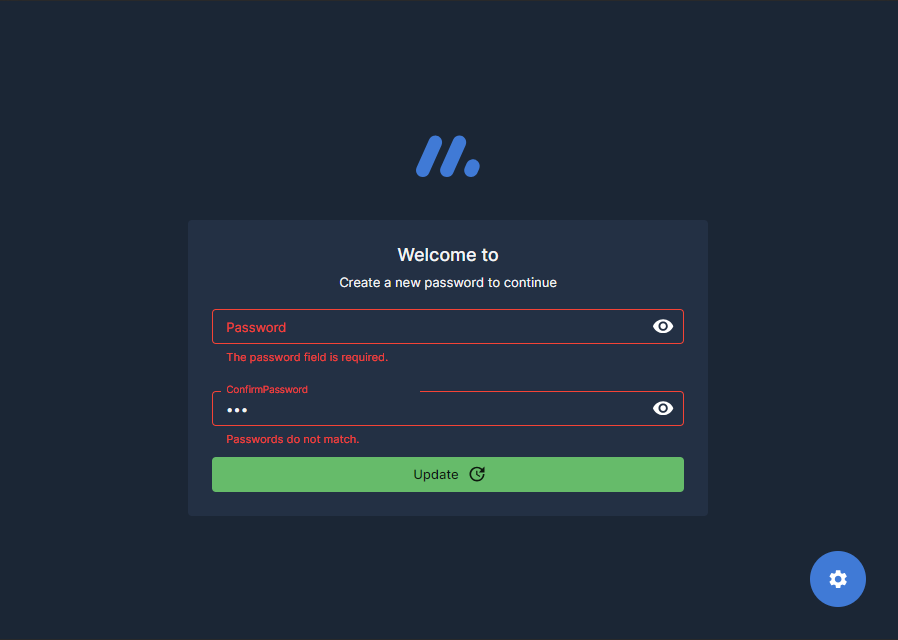 Welcome to
Create a new password to continue
Password
The password field is required.
ConfirmPassword
•••
Passwords do not match.
Update